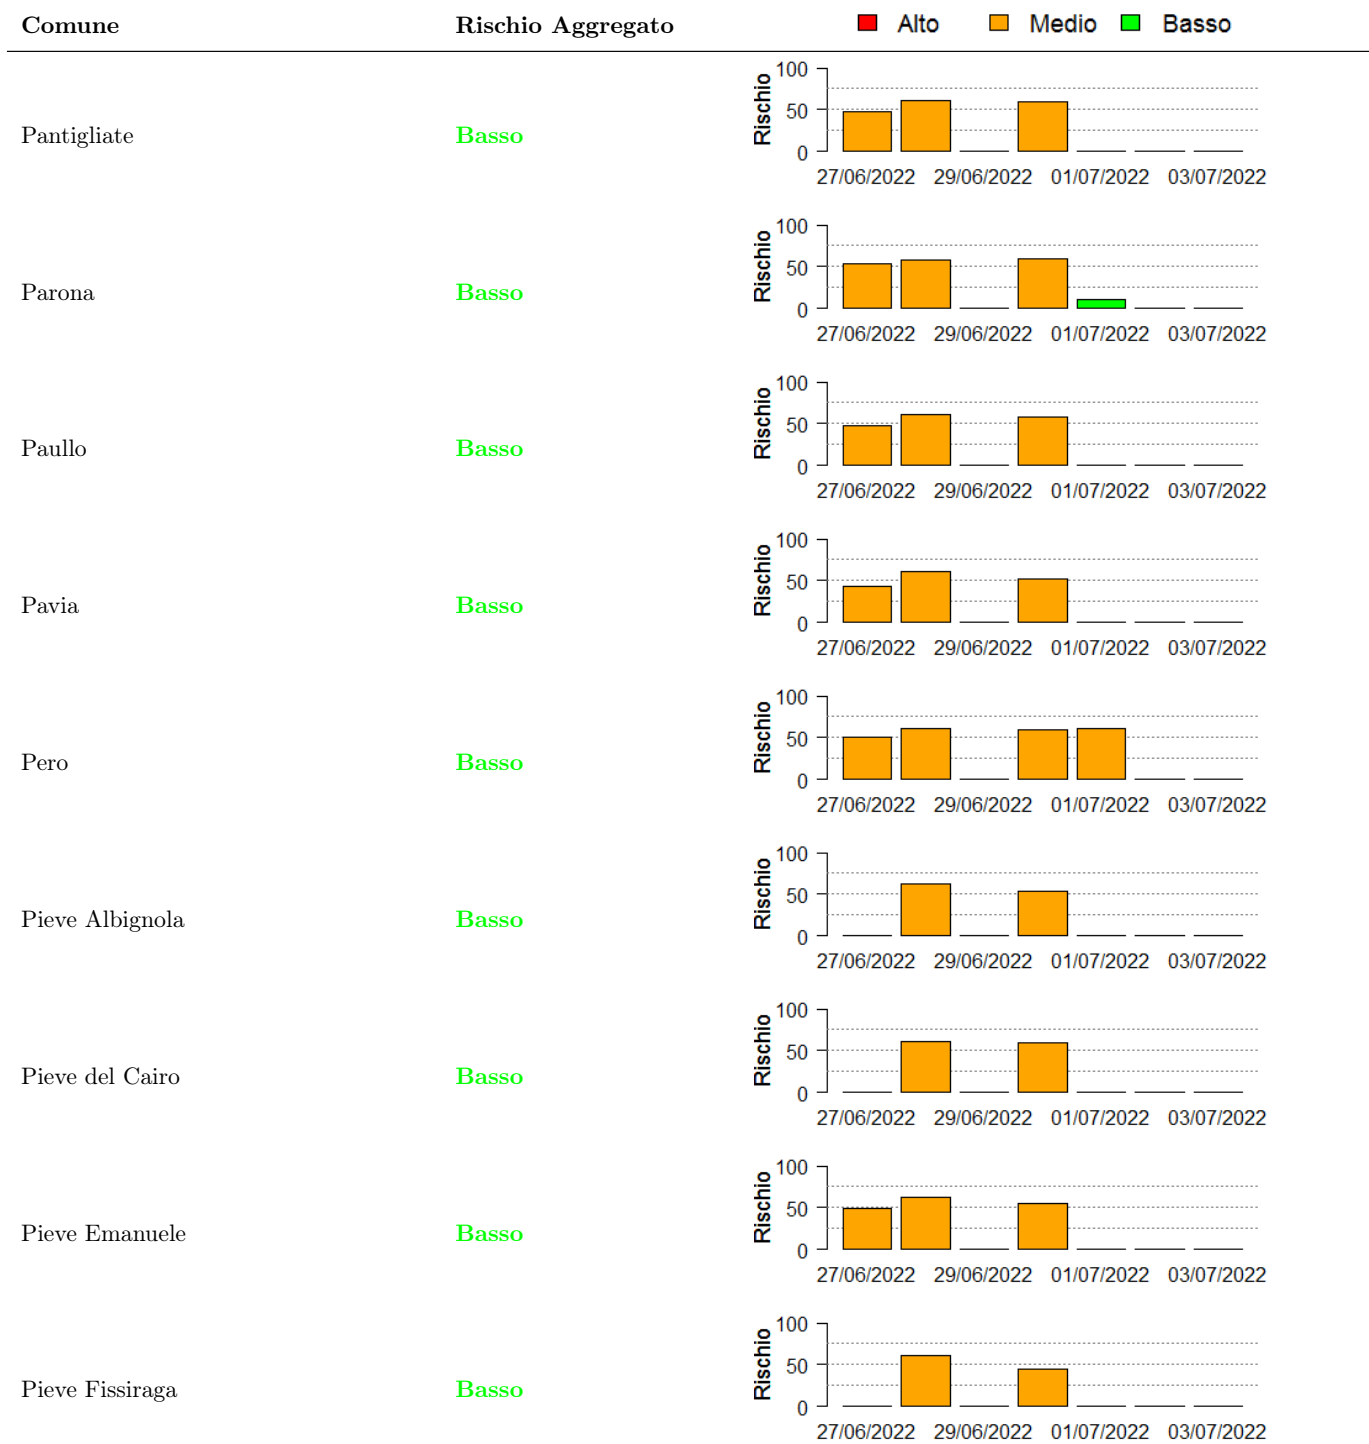 Comune Rischio Aggregato Alto Medio Basso
Pantigliate Basso
Rischio
100
50
0
27/06/2022 29/06/2022 01/07/2022 03/07/2022
Parona Basso
Rischio
100
50
0
27/06/2022 29/06/2022 01/07/2022 03/07/2022
Paullo Basso
Rischio
100
50
0
27/06/2022 29/06/2022 01/07/2022 03/07/2022
Pavia Basso
Rischio
100
50
0
27/06/2022 29/06/2022 01/07/2022 03/07/2022
Pero Basso
Rischio
100
50
0
27/06/2022 29/06/2022 01/07/2022 03/07/2022
Pieve Albignola Basso
Rischio
100
50
0
27/06/2022 29/06/2022 01/07/2022 03/07/2022
Pieve del Cairo Basso
Rischio
100
50
0
27/06/2022 29/06/2022 01/07/2022 03/07/2022
Pieve Emanuele Basso
Rischio
100
50
0
27/06/2022 29/06/2022 01/07/2022 03/07/2022
Pieve Fissiraga Basso
Rischio
100
50
0
27/06/2022 29/06/2022 01/07/2022 03/07/2022